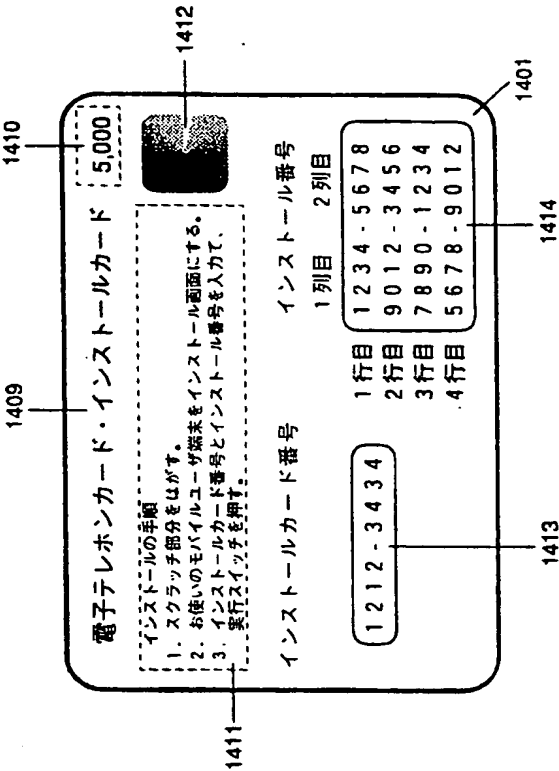 1409
1410
1412
電子テレホンカード・インストールカード
5,000
インストールの手順
1. スクラッチ部分をはがす。
2. お使いのモバイルユーザ端末をインストール画面にする。
3. インストールカード番号とインストール番号を入力て、
実行スイッチを押す。
1411
インストールカード番号
インストール番号
1列目 2列目
1212-3434
1行目 1234-5678
2行目 9012-3456
3行目 7890-1234
4行目 5678-9012
1401
1413
1414